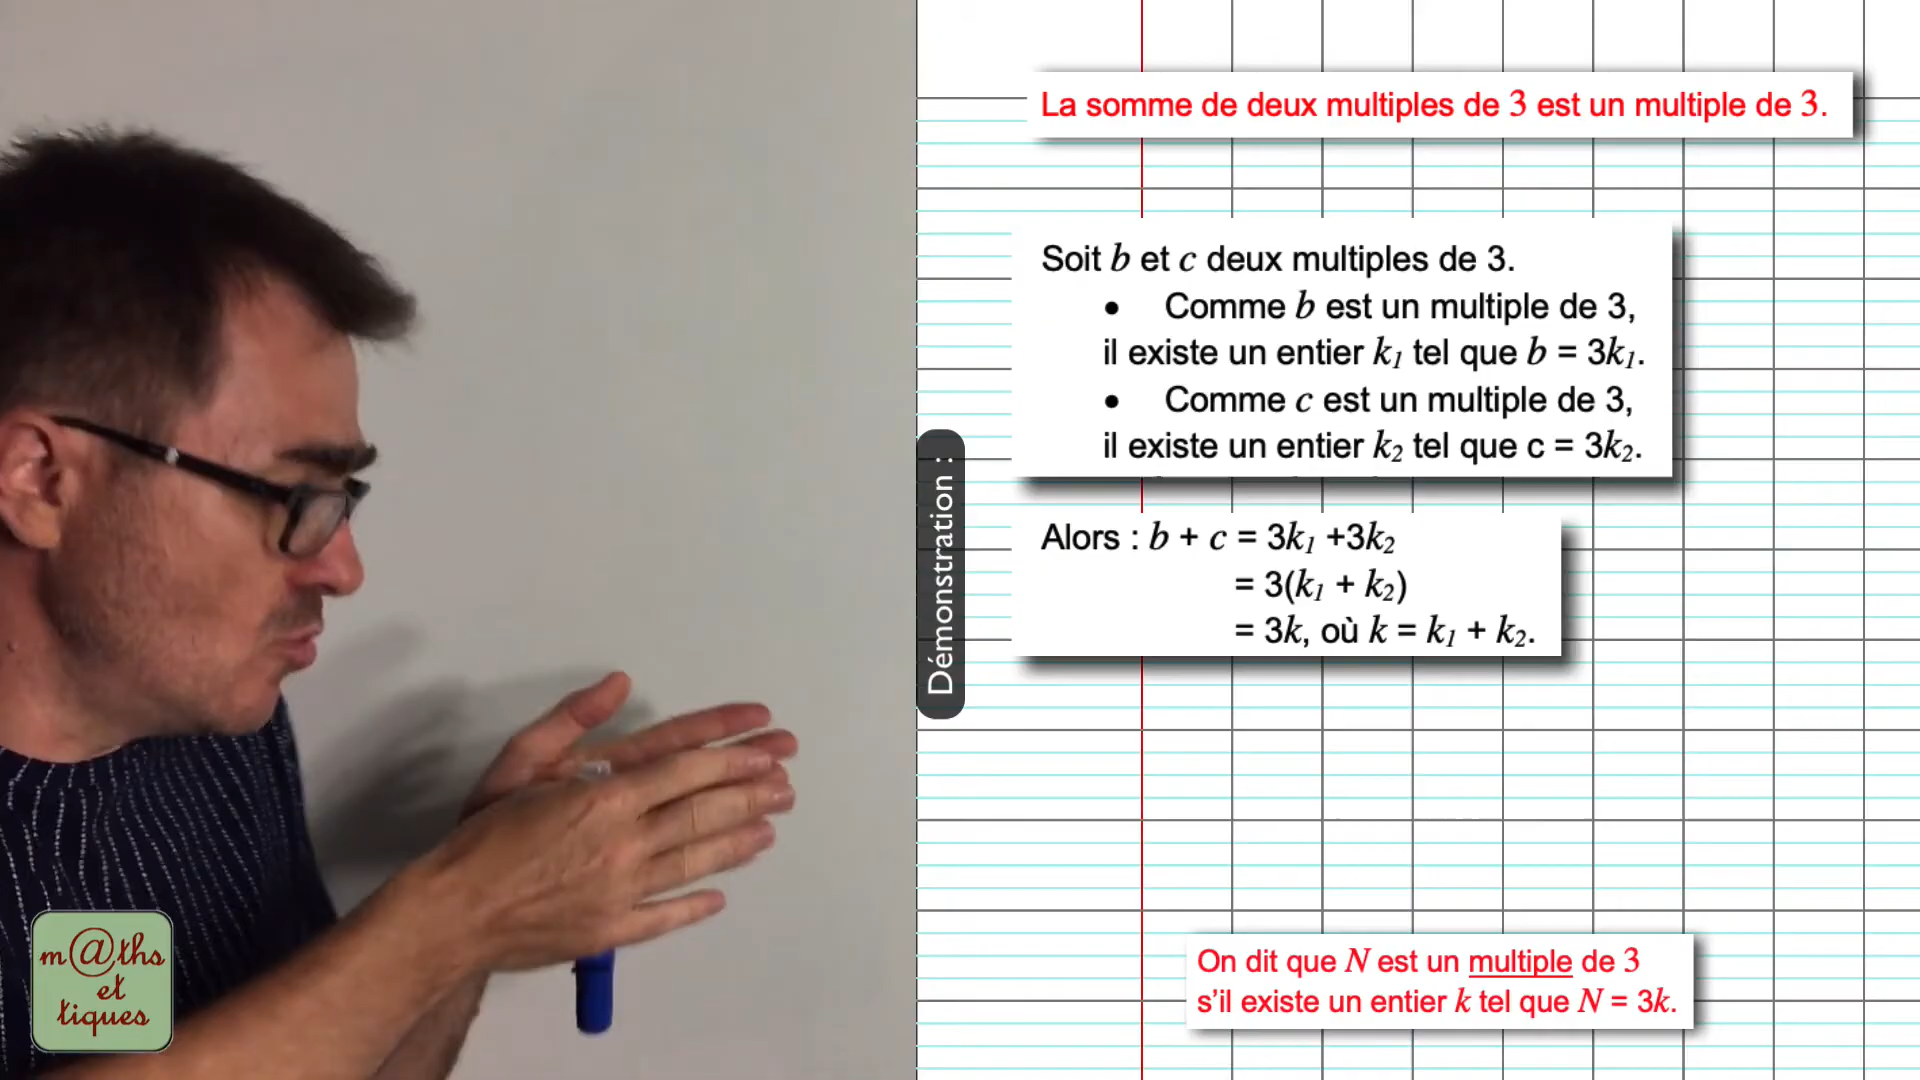 La somme de deux multiples de 3 est un multiple de 3.
Soit b et c deux multiples de 3.
• Comme b est un multiple de 3,
il existe un entier k₁ tel que b = 3k₁.
• Comme c est un multiple de 3,
il existe un entier k₂ tel que c = 3k₂.
Démonstration :
Alors : b + c = 3k₁ +3k₂
= 3(k₁ + k₂)
= 3k, où k = k₁ + k₂.
On dit que N est un multiple de 3
s’il existe un entier k tel que N = 3k.
m@ths
et
tiques